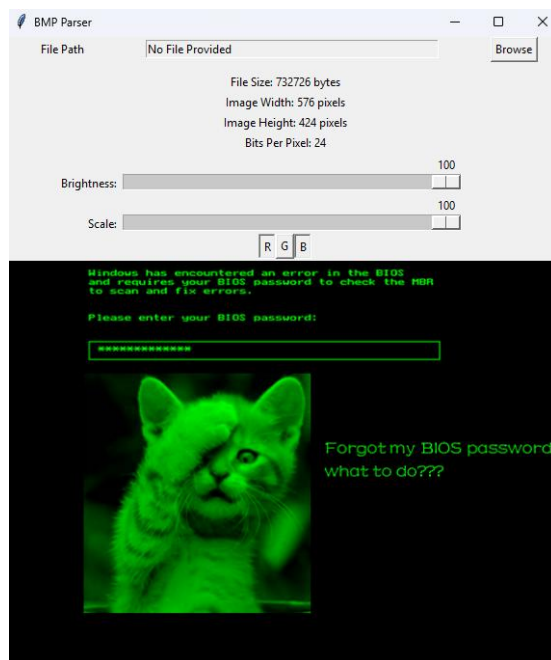 BMP Parser
File Path No File Provided Browse
File Size: 732726 bytes
Image Width: 576 pixels
Image Height: 424 pixels
Bits Per Pixel: 24
100
Brightness:
100
Scale:
R G B
Windows has encountered an error in the BIOS
and requires your BIOS password to check the MBR
to scan and fix errors.
Please enter your BIOS password:
*************
Forgot my BIOS password
what to do???